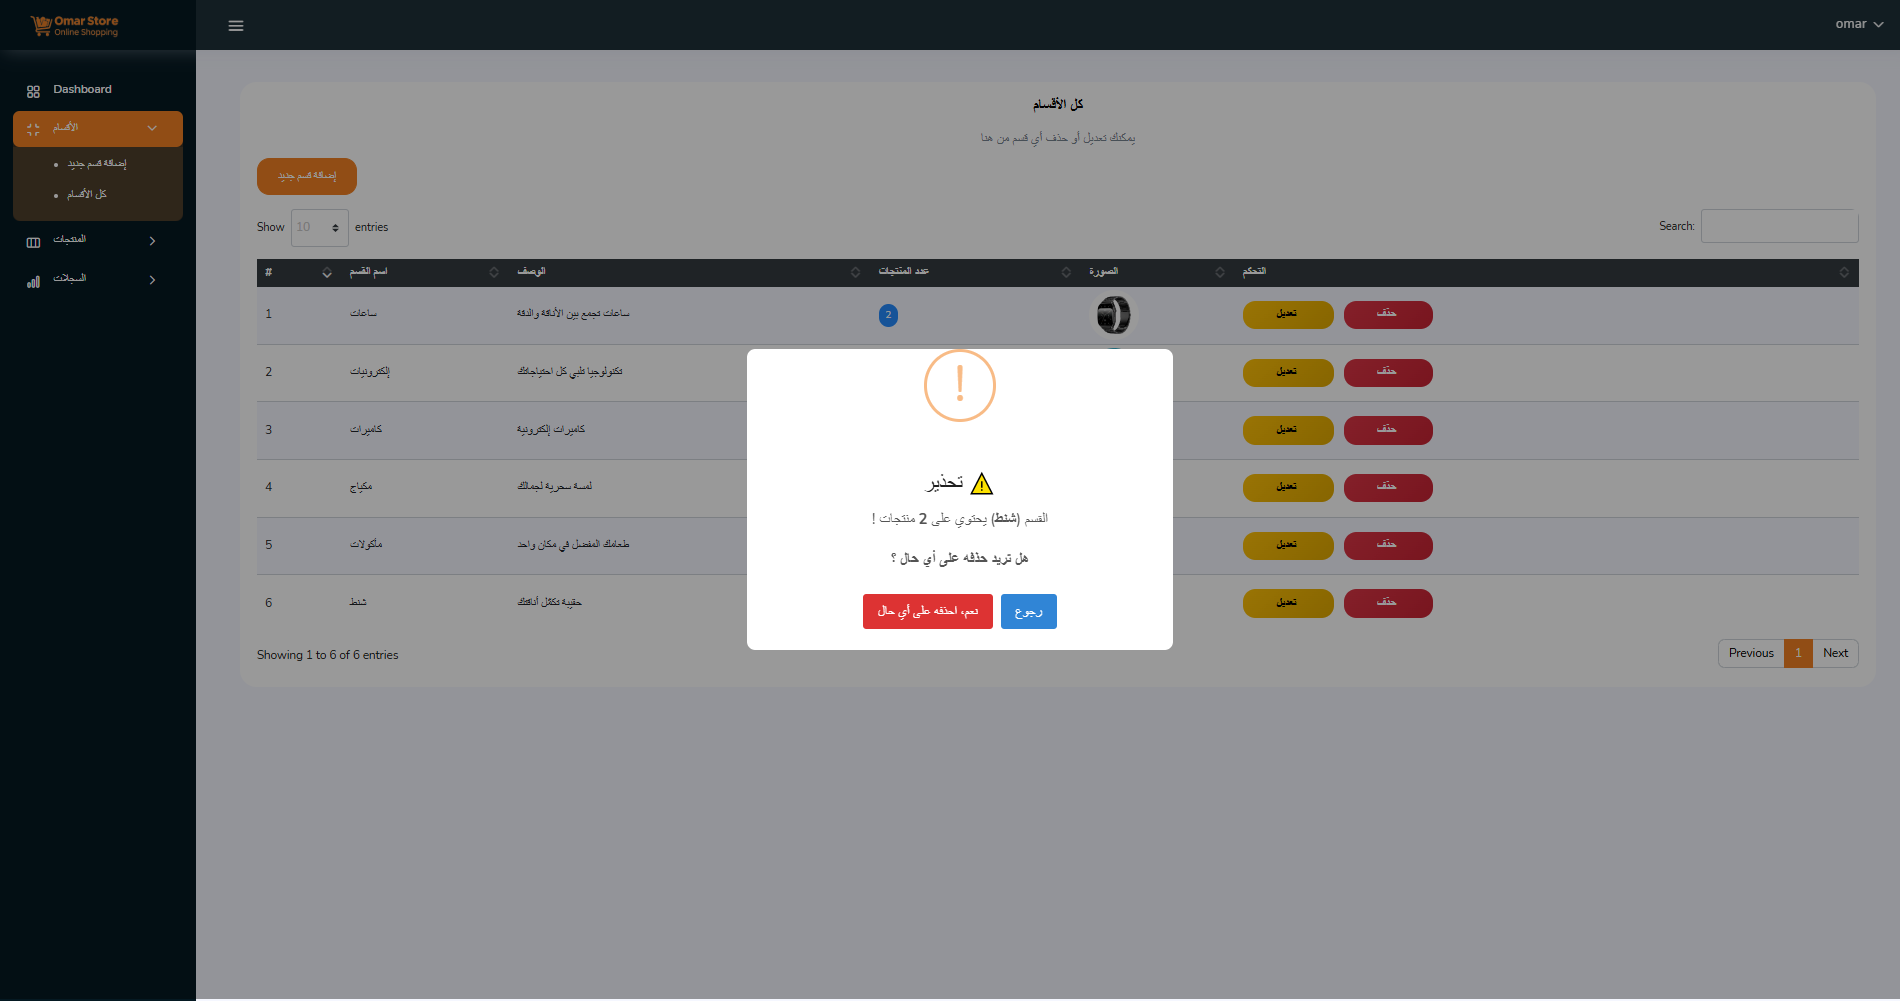 Omar Store
Online Shopping
omar
Dashboard
الأقسام
إضافة قسم جديد
كل الأقسام
المنتجات
السجلات
كل الأقسام
يمكنك تعديل أو حذف أي قسم من هنا
إضافة قسم جديد
Show 10 entries
Search:
# اسم القسم الوصف عدد المنتجات الصورة التحكم
1 ساعات ساعات تجمع بين الأناقة والدقة 2 تعديل حذف
2 إلكترونيات تكنولوجيا تلبي كل احتياجاتك تعديل حذف
3 كاميرات كاميرات إلكترونية تعديل حذف
4 مكياج لمسة سحرية لجمالك تعديل حذف
5 مأكولات طعامك المفضل في مكان واحد تعديل حذف
6 شنط حقيبة تكمّل أناقتك تعديل حذف
Showing 1 to 6 of 6 entries
Previous 1 Next
⚠️ تحذير
القسم (شنط) يحتوي على 2 منتجات !
هل تريد حذفه على أي حال ؟
رجوع
نعم، احذفه على أي حال